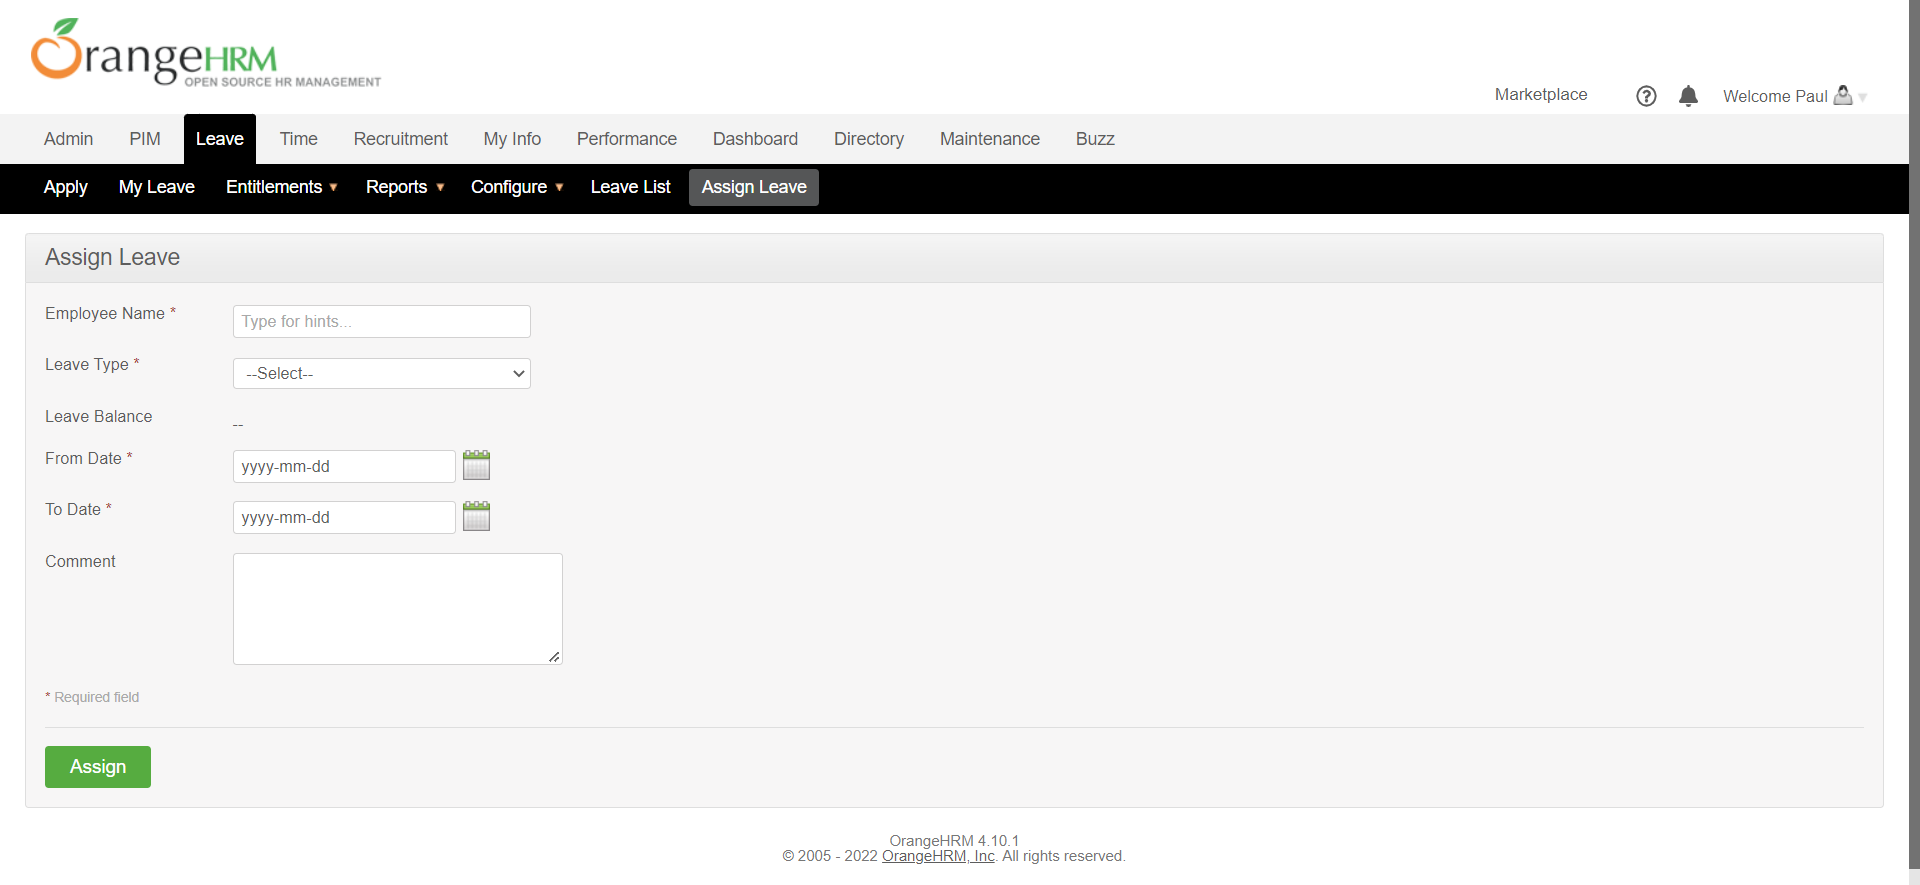 OrangeHRM
OPEN SOURCE HR MANAGEMENT
Marketplace
Welcome Paul
Admin PIM Leave Time Recruitment My Info Performance Dashboard Directory Maintenance Buzz
Apply My Leave Entitlements Reports Configure Leave List Assign Leave
Assign Leave
Employee Name *
Type for hints...
Leave Type *
--Select--
Leave Balance
--
From Date *
yyyy-mm-dd
To Date *
yyyy-mm-dd
Comment
* Required field
Assign
OrangeHRM 4.10.1
© 2005 - 2022 OrangeHRM, Inc. All rights reserved.